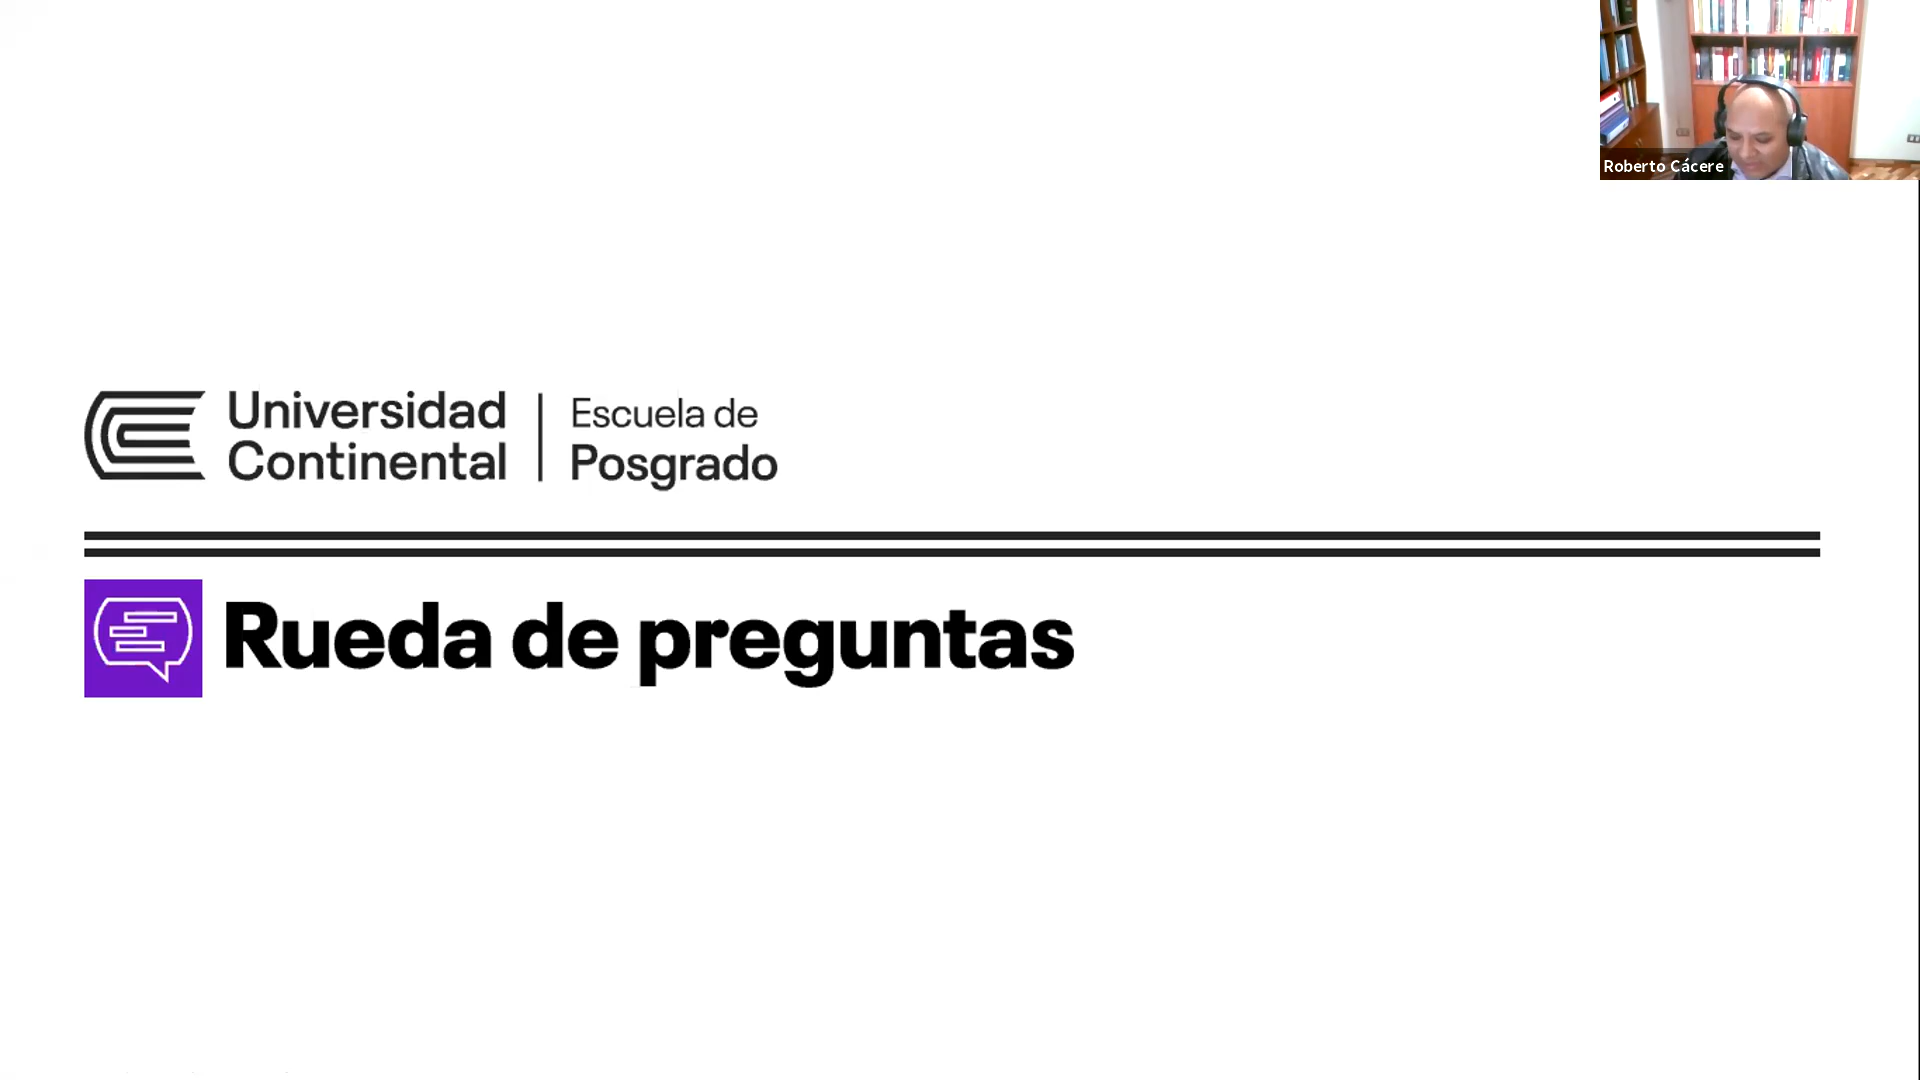 Roberto Cácere
Universidad
Continental
Escuela de
Posgrado
Rueda de preguntas